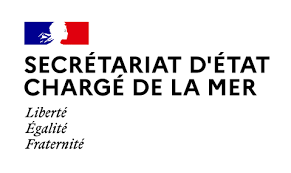 SECRÉTARIAT D'ÉTAT
CHARGÉ DE LA MER
Liberté
Égalité
Fraternité